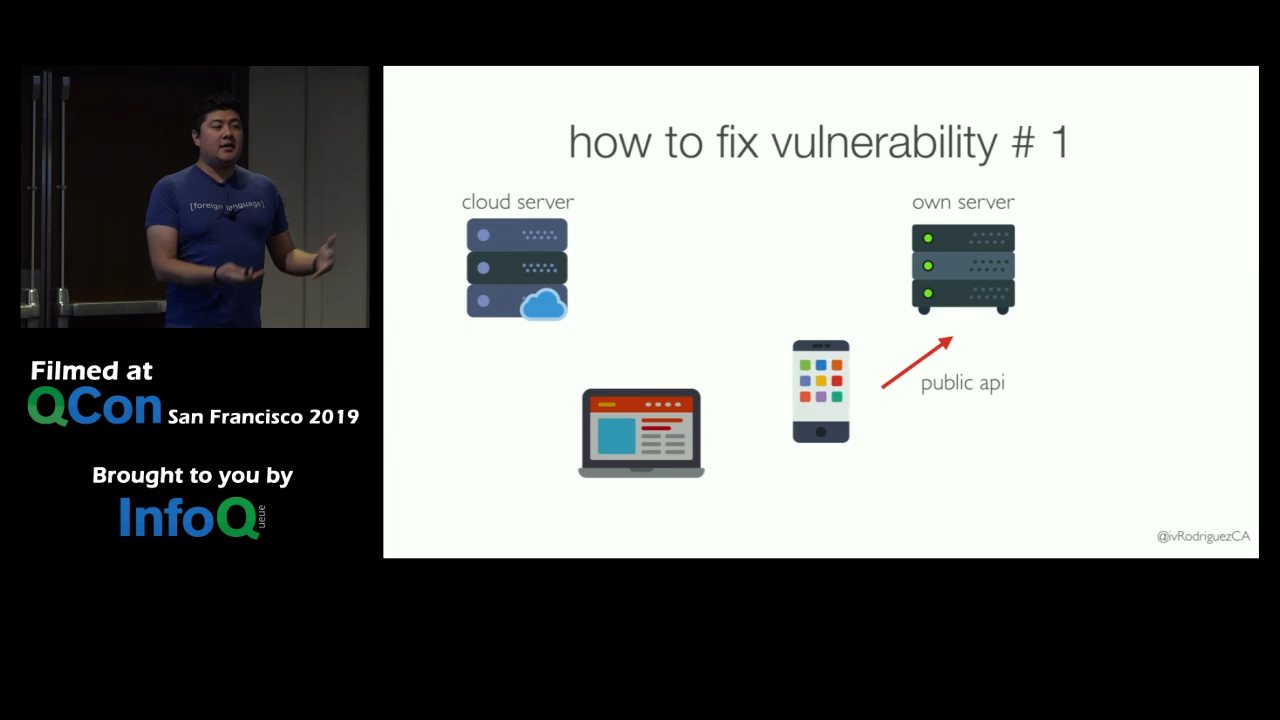 [foreign language]
Filmed at
QCon San Francisco 2019
Brought to you by
InfoQ
ueue
how to fix vulnerability # 1
cloud server
own server
public api
@ivRodriguezCA